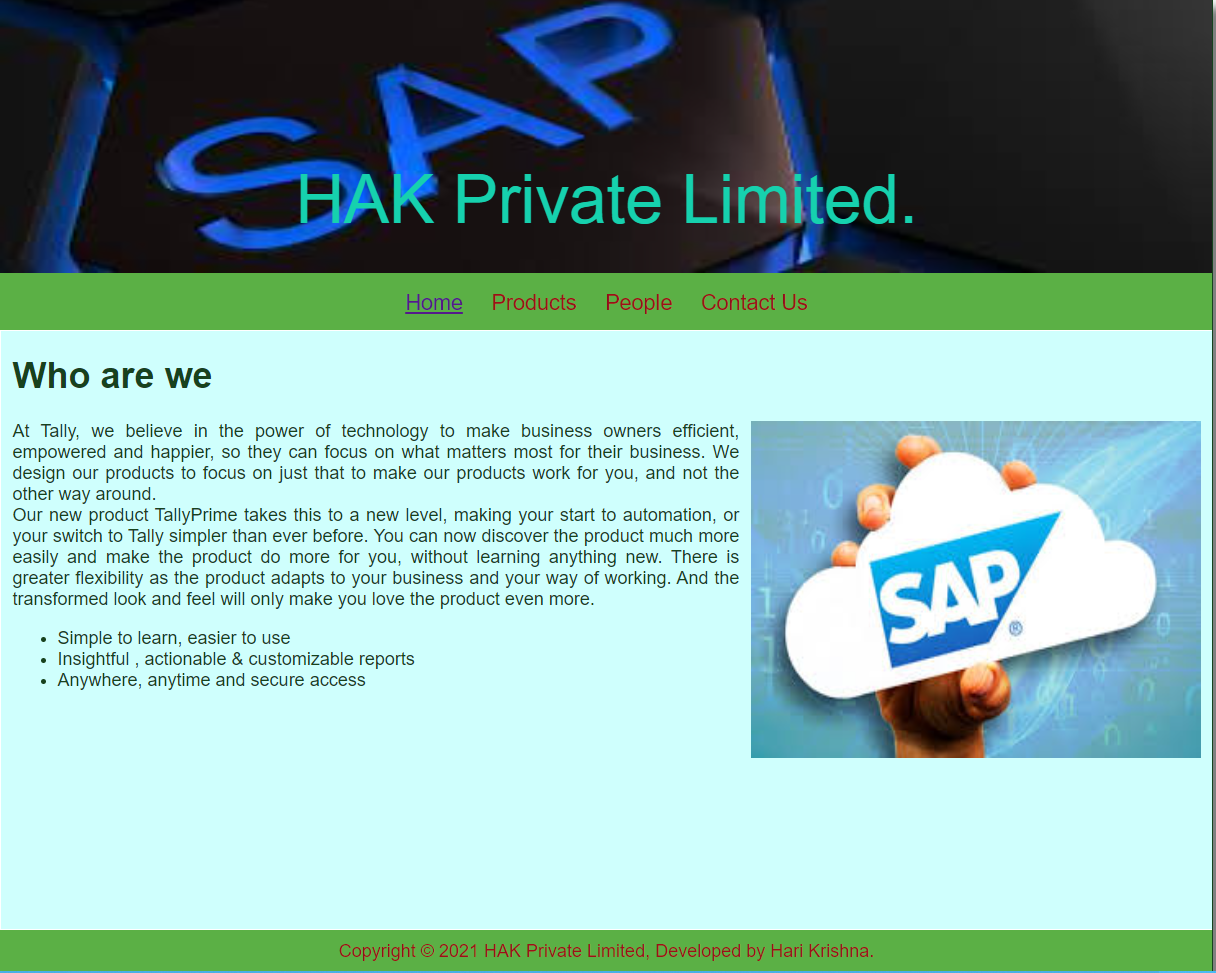 SAP
HAK Private Limited.
Home Products People Contact Us
Who are we
At Tally, we believe in the power of technology to make business owners efficient,
empowered and happier, so they can focus on what matters most for their business. We
design our products to focus on just that to make our products work for you, and not the
other way around.
Our new product TallyPrime takes this to a new level, making your start to automation, or
your switch to Tally simpler than ever before. You can now discover the product much more
easily and make the product do more for you, without learning anything new. There is
greater flexibility as the product adapts to your business and your way of working. And the
transformed look and feel will only make you love the product even more.
• Simple to learn, easier to use
• Insightful , actionable & customizable reports
• Anywhere, anytime and secure access
SAP ®
Copyright © 2021 HAK Private Limited, Developed by Hari Krishna.